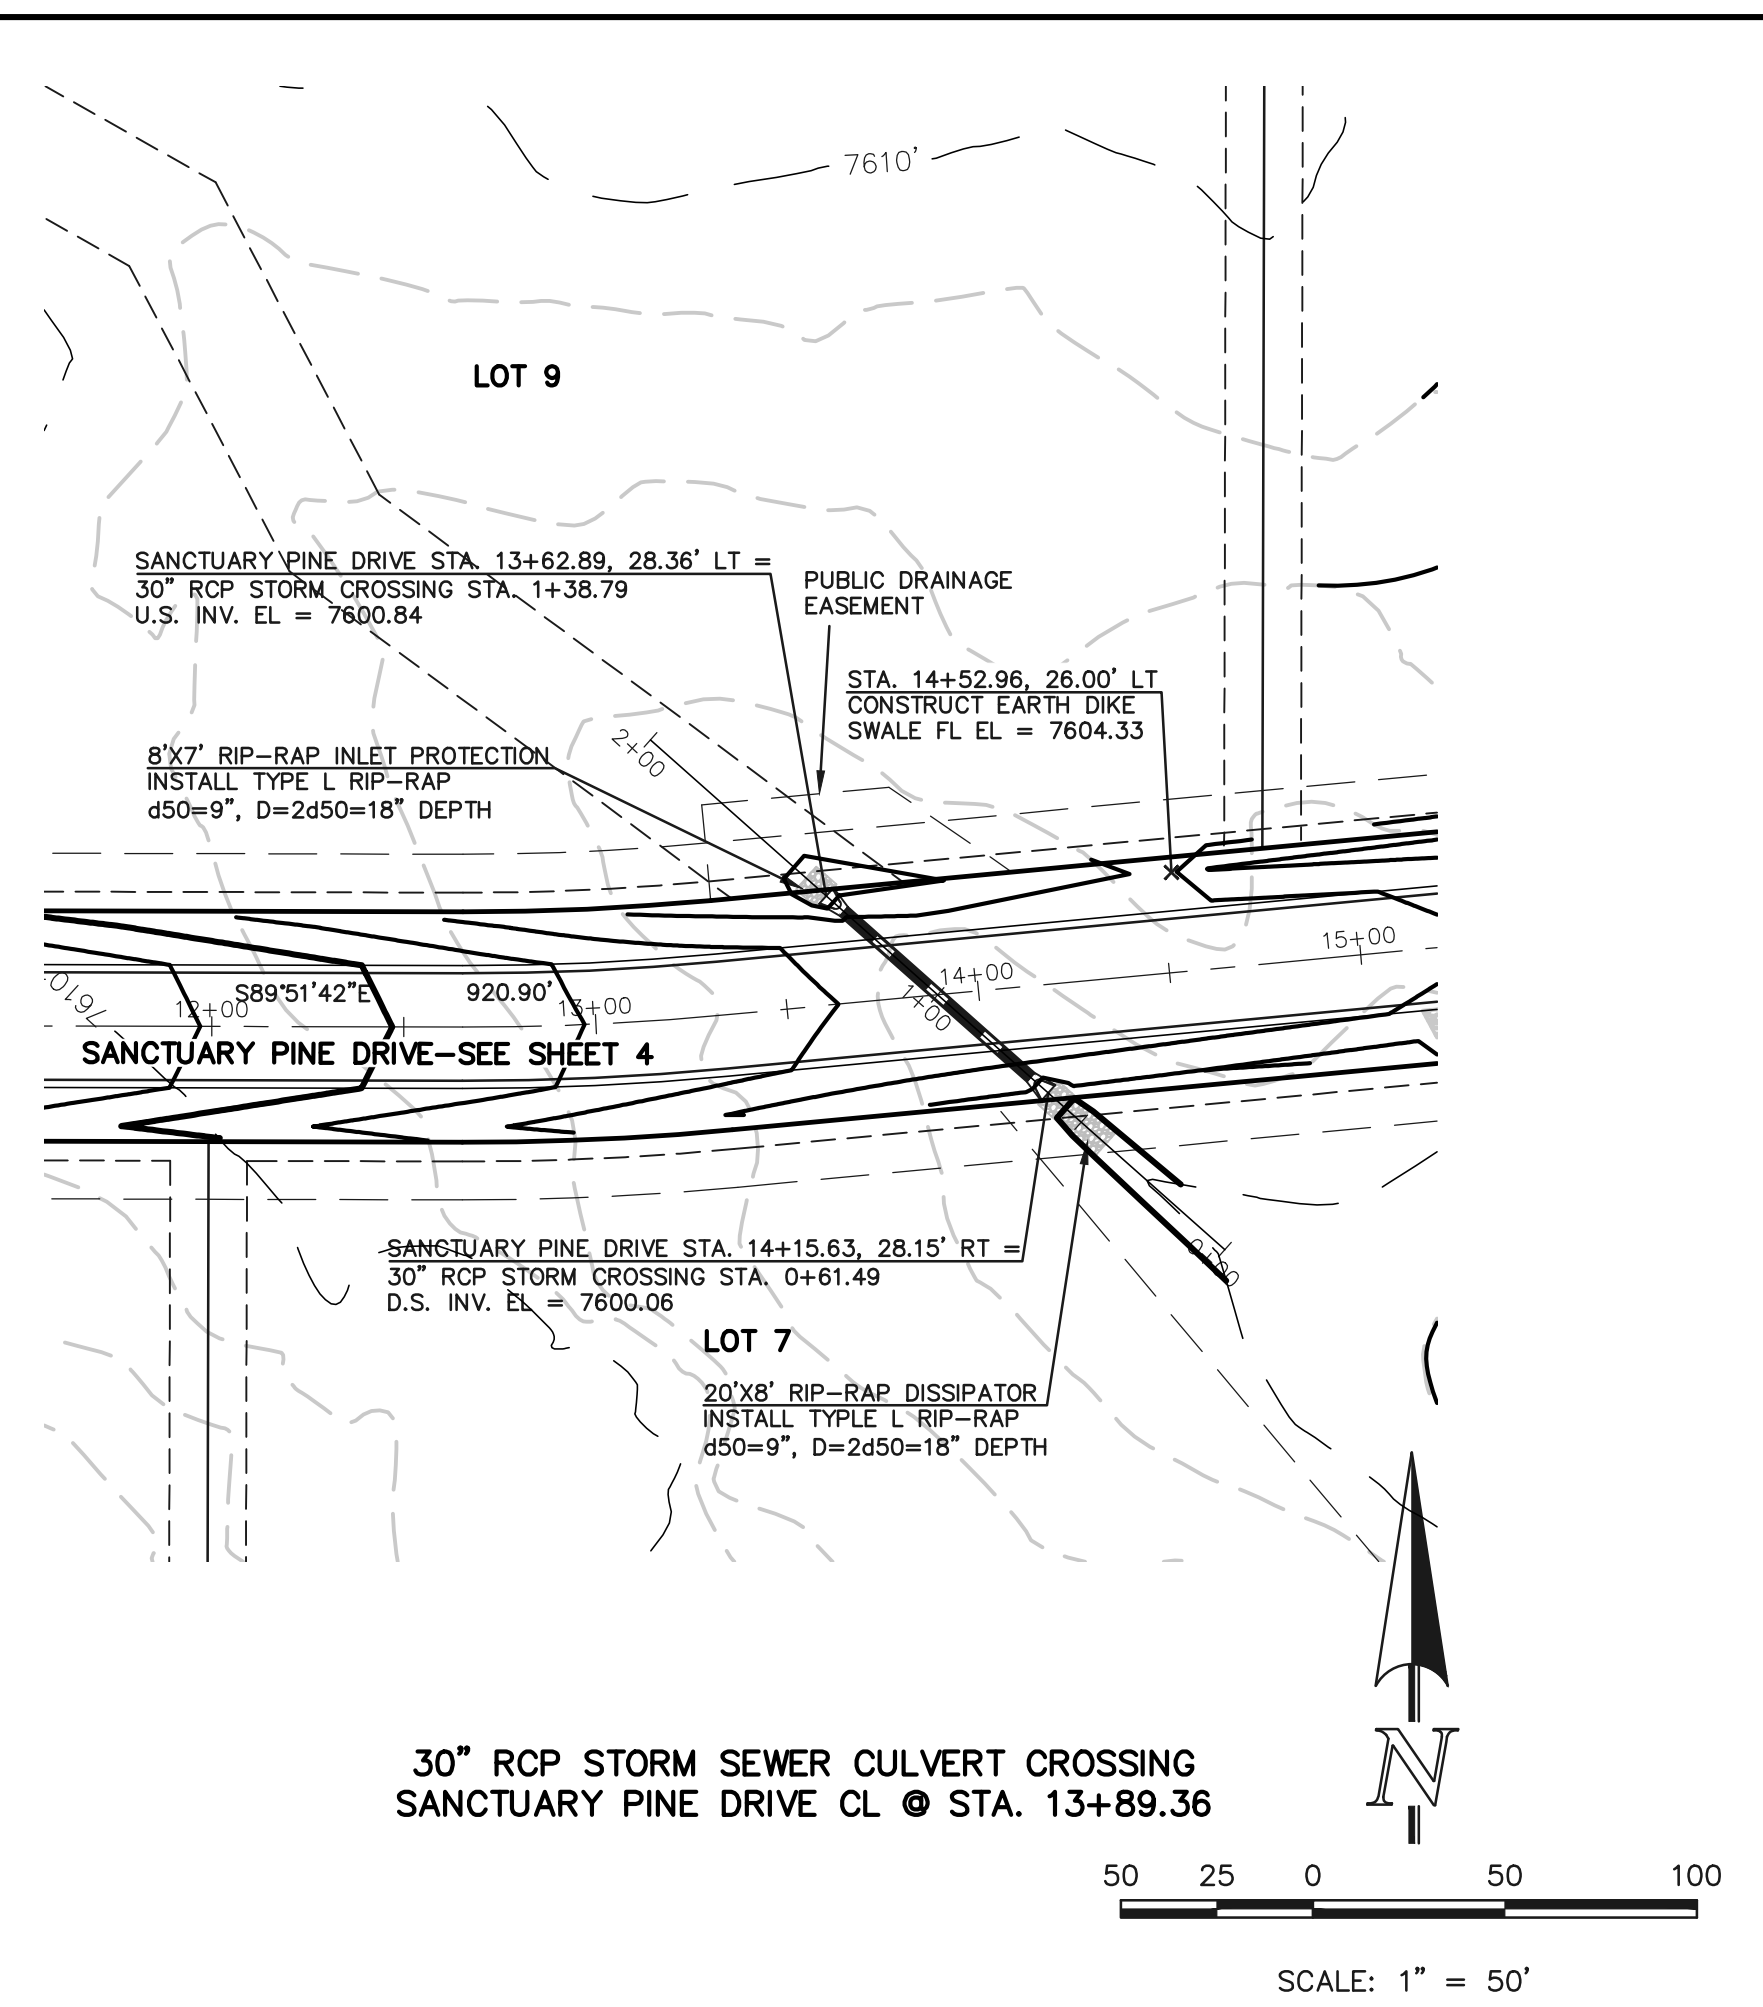 7610'
LOT 9
SANCTUARY PINE DRIVE STA. 13+62.89, 28.36' LT =
30" RCP STORM CROSSING STA. 1+38.79
U.S. INV. EL = 7600.84
PUBLIC DRAINAGE
EASEMENT
STA. 14+52.96, 26.00' LT
CONSTRUCT EARTH DIKE
SWALE FL EL = 7604.33
2+00
8'X7' RIP-RAP INLET PROTECTION
INSTALL TYPE L RIP-RAP
d50=9", D=2d50=18" DEPTH
15+00
14+00
1+00
7610
12+00
S89°51'42"E
920.90'
13+00
SANCTUARY PINE DRIVE-SEE SHEET 4
0+00
SANCTUARY PINE DRIVE STA. 14+15.63, 28.15' RT =
30" RCP STORM CROSSING STA. 0+61.49
D.S. INV. EL = 7600.06
LOT 7
20'X8' RIP-RAP DISSIPATOR
INSTALL TYPLE L RIP-RAP
d50=9", D=2d50=18" DEPTH
30" RCP STORM SEWER CULVERT CROSSING
SANCTUARY PINE DRIVE CL @ STA. 13+89.36
N
50 25 0 50 100
SCALE: 1" = 50'